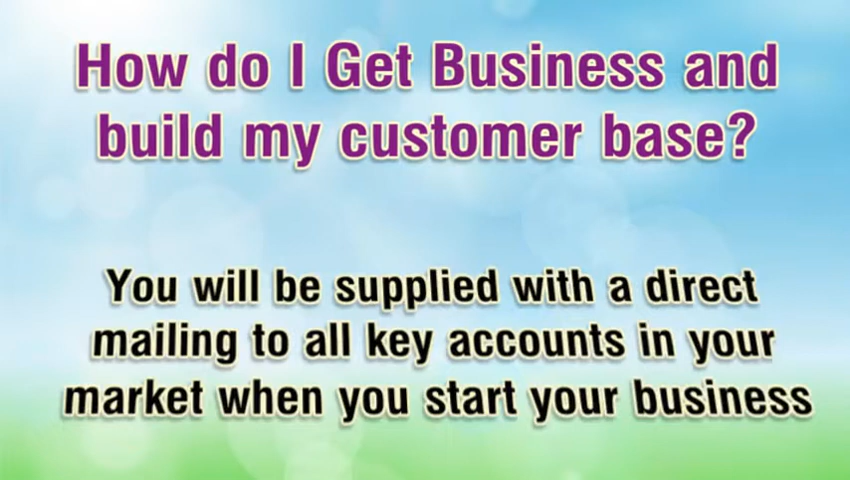 How do I Get Business and
build my customer base?
You will be supplied with a direct
mailing to all key accounts in your
market when you start your business